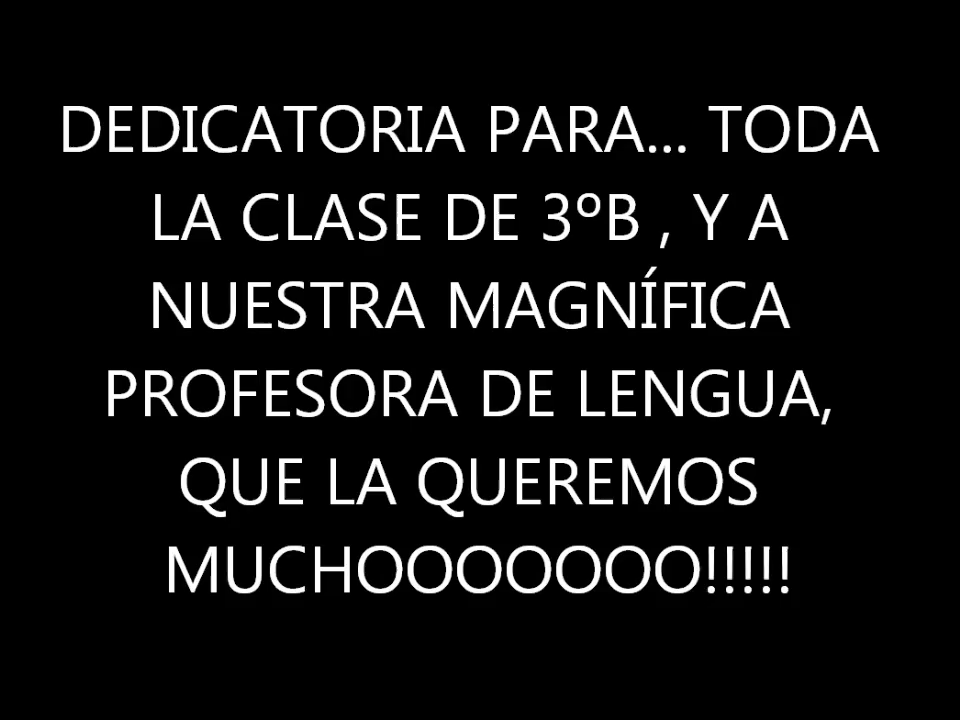 DEDICATORIA PARA... TODA
LA CLASE DE 3ºB , Y A
NUESTRA MAGNÍFICA
PROFESORA DE LENGUA,
QUE LA QUEREMOS
MUCHOOOOOOO!!!!!